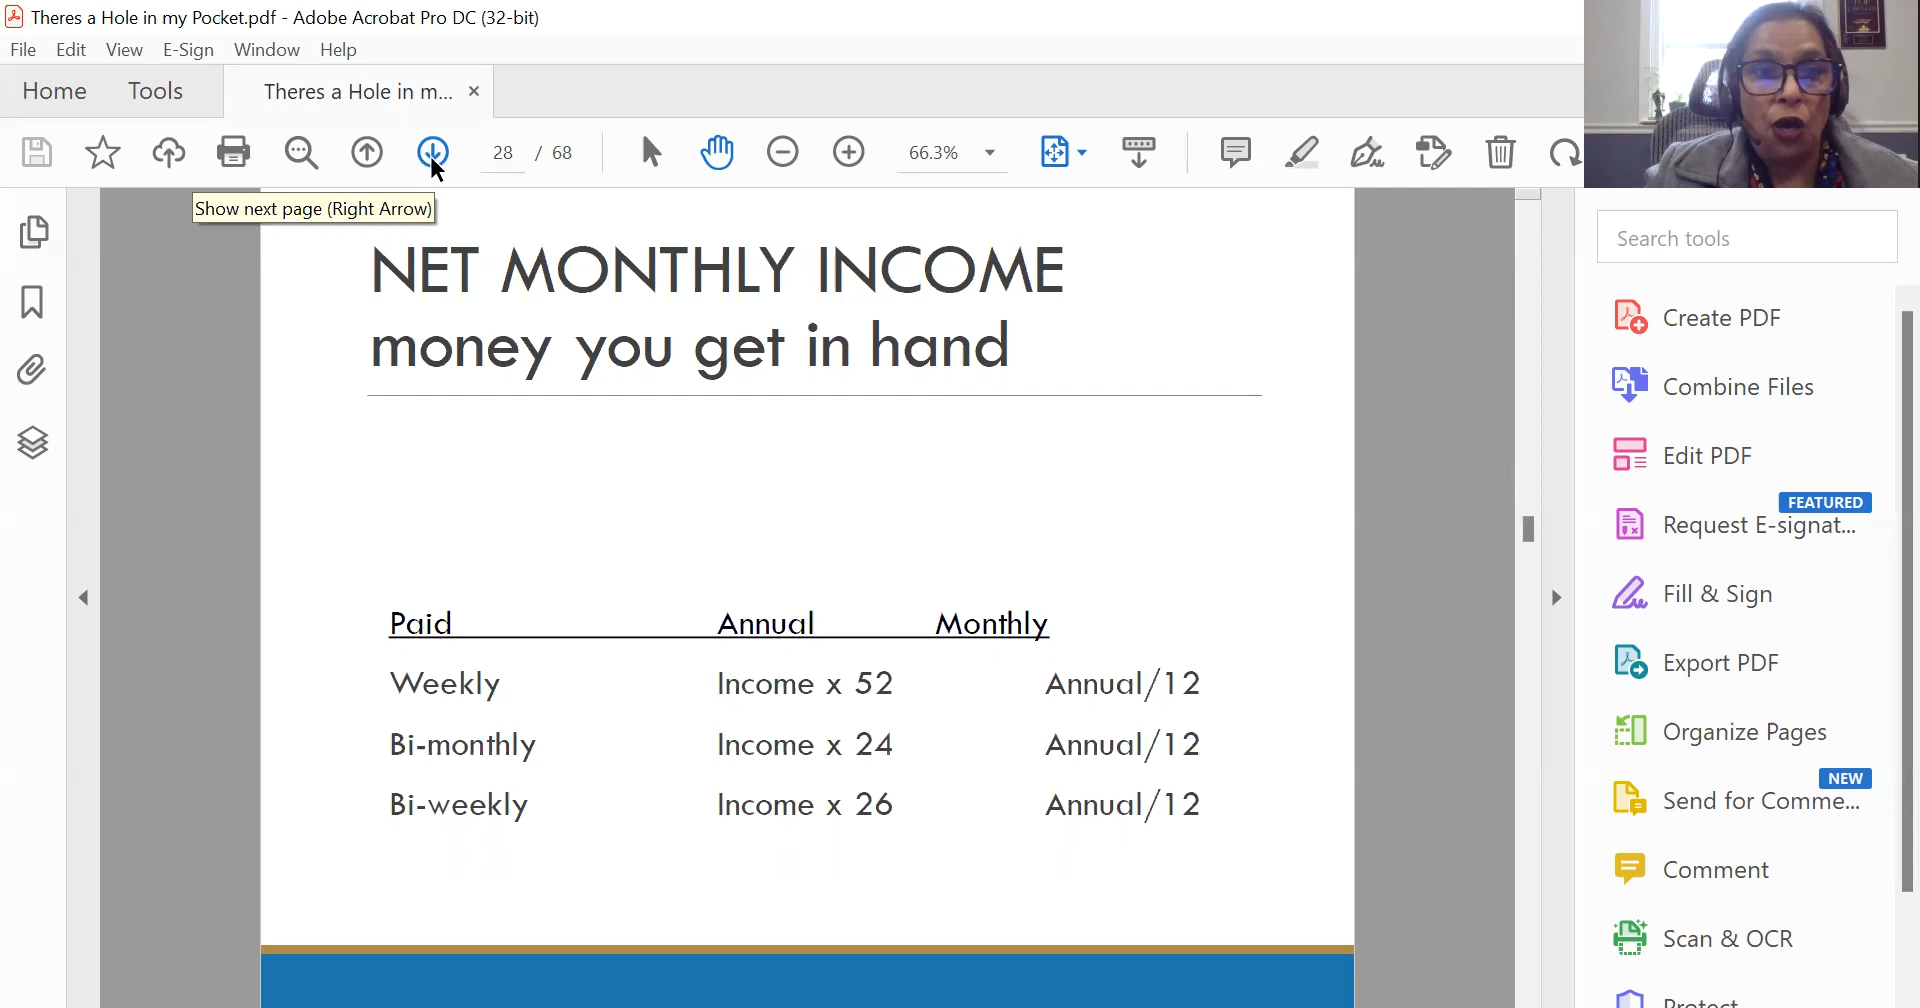 Theres a Hole in my Pocket.pdf - Adobe Acrobat Pro DC (32-bit)
File Edit View E-Sign Window Help
Home Tools Theres a Hole in m... ×
28 / 68 66.3%
Show next page (Right Arrow)
NET MONTHLY INCOME
money you get in hand
Paid Annual Monthly
Weekly Income x 52 Annual/12
Bi-monthly Income x 24 Annual/12
Bi-weekly Income x 26 Annual/12
Search tools
Create PDF
Combine Files
Edit PDF
FEATURED
Request E-signat...
Fill & Sign
Export PDF
Organize Pages
NEW
Send for Comme...
Comment
Scan & OCR
Protect